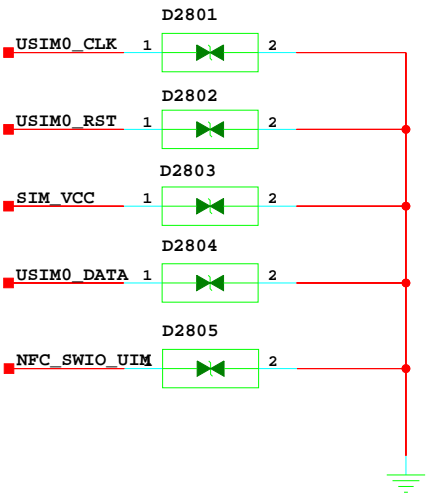 D2801
USIM0_CLK 1 2
D2802
USIM0_RST 1 2
D2803
SIM_VCC 1 2
D2804
USIM0_DATA 1 2
D2805
NFC_SWIO_UIM 1 2